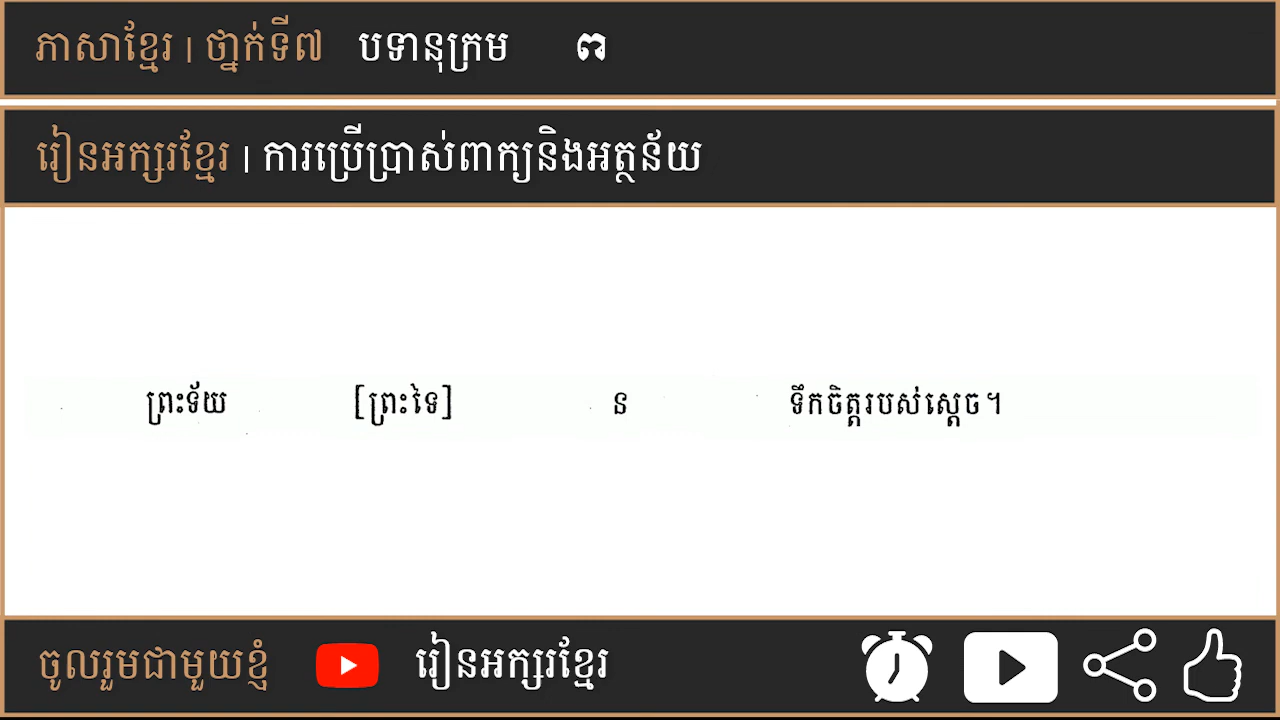 ភាសាខ្មែរ | ថ្នាក់ទី៧ បទានុក្រម ព
រៀនអក្សរខ្មែរ | ការប្រើប្រាស់ពាក្យនិងអត្ថន័យ
ព្រះទ័យ [ព្រះទៃ] ន ទឹកចិត្តរបស់ស្ដេច។
ចូលរួមជាមួយខ្ញុំ រៀនអក្សរខ្មែរ